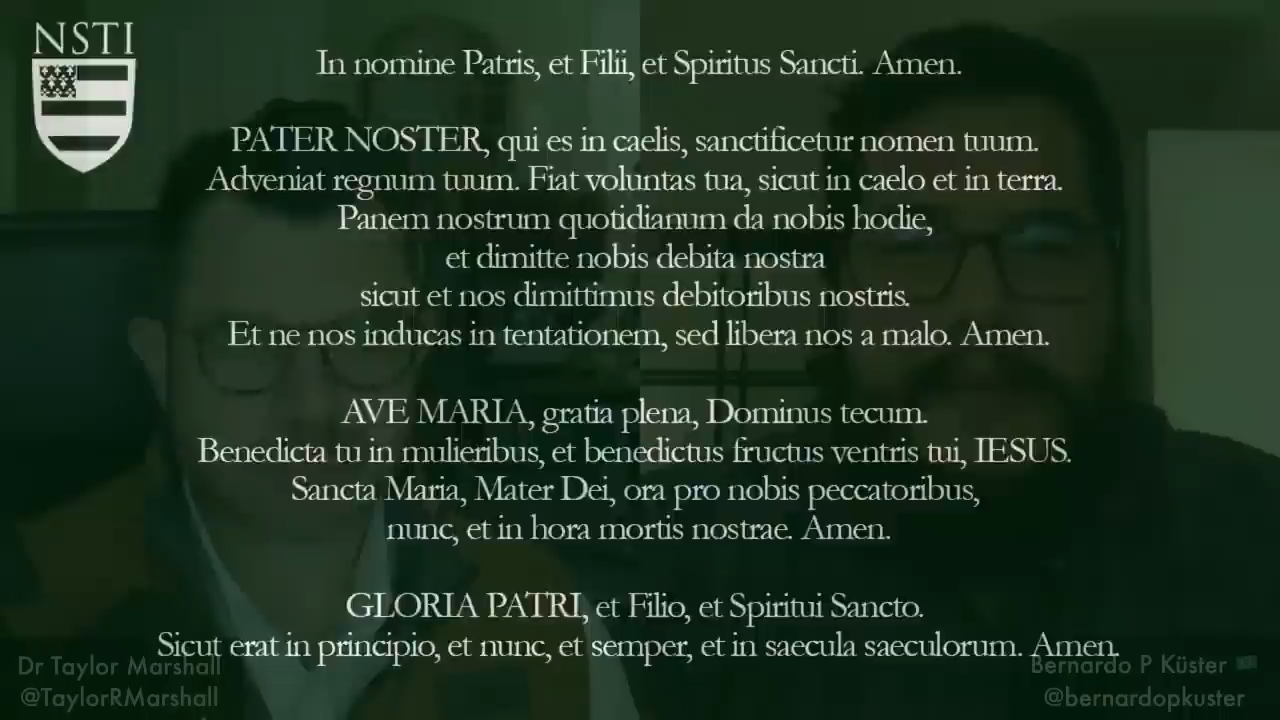 NSTI
In nomine Patris, et Filii, et Spiritus Sancti. Amen.
PATER NOSTER, qui es in caelis, sanctificetur nomen tuum.
Adveniat regnum tuum. Fiat voluntas tua, sicut in caelo et in terra.
Panem nostrum quotidianum da nobis hodie,
et dimitte nobis debita nostra
sicut et nos dimittimus debitoribus nostris.
Et ne nos inducas in tentationem, sed libera nos a malo. Amen.
AVE MARIA, gratia plena, Dominus tecum.
Benedicta tu in mulieribus, et benedictus fructus ventris tui, IESUS.
Sancta Maria, Mater Dei, ora pro nobis peccatoribus,
nunc, et in hora mortis nostrae. Amen.
GLORIA PATRI, et Filio, et Spiritui Sancto.
Sicut erat in principio, et nunc, et semper, et in saecula saeculorum. Amen.
Dr Taylor Marshall
@TaylorRMarshall
Bernardo P Küster
@bernardopkuster